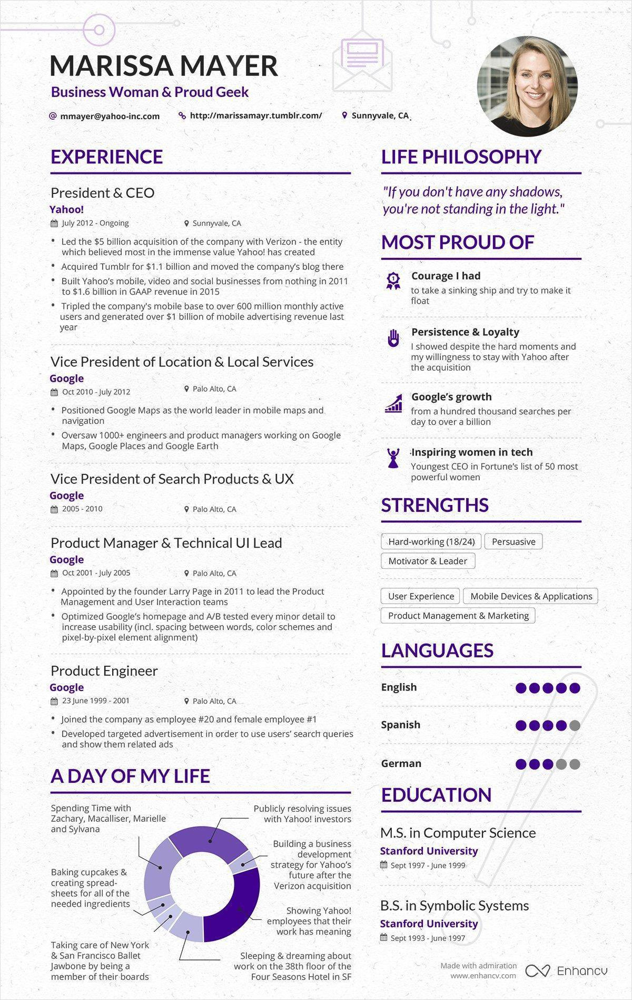 MARISSA MAYER
Business Woman & Proud Geek
@ mmayer@yahoo-inc.com http://marissamayr.tumblr.com/ Sunnyvale, CA
EXPERIENCE
President & CEO
Yahoo!
July 2012 - Ongoing Sunnyvale, CA
• Led the $5 billion acquisition of the company with Verizon - the entity
which believed most in the immense value Yahoo! has created
• Acquired Tumblr for $1.1 billion and moved the company’s blog there
• Built Yahoo’s mobile, video and social businesses from nothing in 2011
to $1.6 billion in GAAP revenue in 2015
• Tripled the company's mobile base to over 600 million monthly active
users and generated over $1 billion of mobile advertising revenue last
year
Vice President of Location & Local Services
Google
Oct 2010 - July 2012 Palo Alto, CA
• Positioned Google Maps as the world leader in mobile maps and
navigation
• Oversaw 1000+ engineers and product managers working on Google
Maps, Google Places and Google Earth
Vice President of Search Products & UX
Google
2005 - 2010 Palo Alto, CA
Product Manager & Technical UI Lead
Google
Oct 2001 - July 2005 Palo Alto, CA
• Appointed by the founder Larry Page in 2011 to lead the Product
Management and User Interaction teams
• Optimized Google’s homepage and A/B tested every minor detail to
increase usability (incl. spacing between words, color schemes and
pixel-by-pixel element alignment)
Product Engineer
Google
23 June 1999 - 2001 Palo Alto, CA
• Joined the company as employee #20 and female employee #1
• Developed targeted advertisement in order to use users’ search queries
and show them related ads
A DAY OF MY LIFE
Spending Time with
Zachary, Macalliser, Marielle
and Sylvana
Baking cupcakes &
creating spread-
sheets for all of the
needed ingredients
Taking care of New York
& San Francisco Ballet
Jawbone by being a
member of their boards
Publicly resolving issues
with Yahoo! investors
Building a business
development
strategy for Yahoo’s
future after the
Verizon acquisition
Showing Yahoo!
employees that their
work has meaning
Sleeping & dreaming about
work on the 38th floor of the
Four Seasons Hotel in SF
LIFE PHILOSOPHY
"If you don't have any shadows,
you're not standing in the light."
MOST PROUD OF
1
Courage I had
to take a sinking ship and try to make it
float
Persistence & Loyalty
I showed despite the hard moments and
my willingness to stay with Yahoo after
the acquisition
Google’s growth
from a hundred thousand searches per
day to over a billion
Inspiring women in tech
Youngest CEO in Fortune’s list of 50 most
powerful women
STRENGTHS
Hard-working (18/24) Persuasive
Motivator & Leader
User Experience Mobile Devices & Applications
Product Management & Marketing
LANGUAGES
English
Spanish
German
EDUCATION
M.S. in Computer Science
Stanford University
Sept 1997 - June 1999
B.S. in Symbolic Systems
Stanford University
Sept 1993 - June 1997
Made with admiration
www.enhancv.com
Enhancv